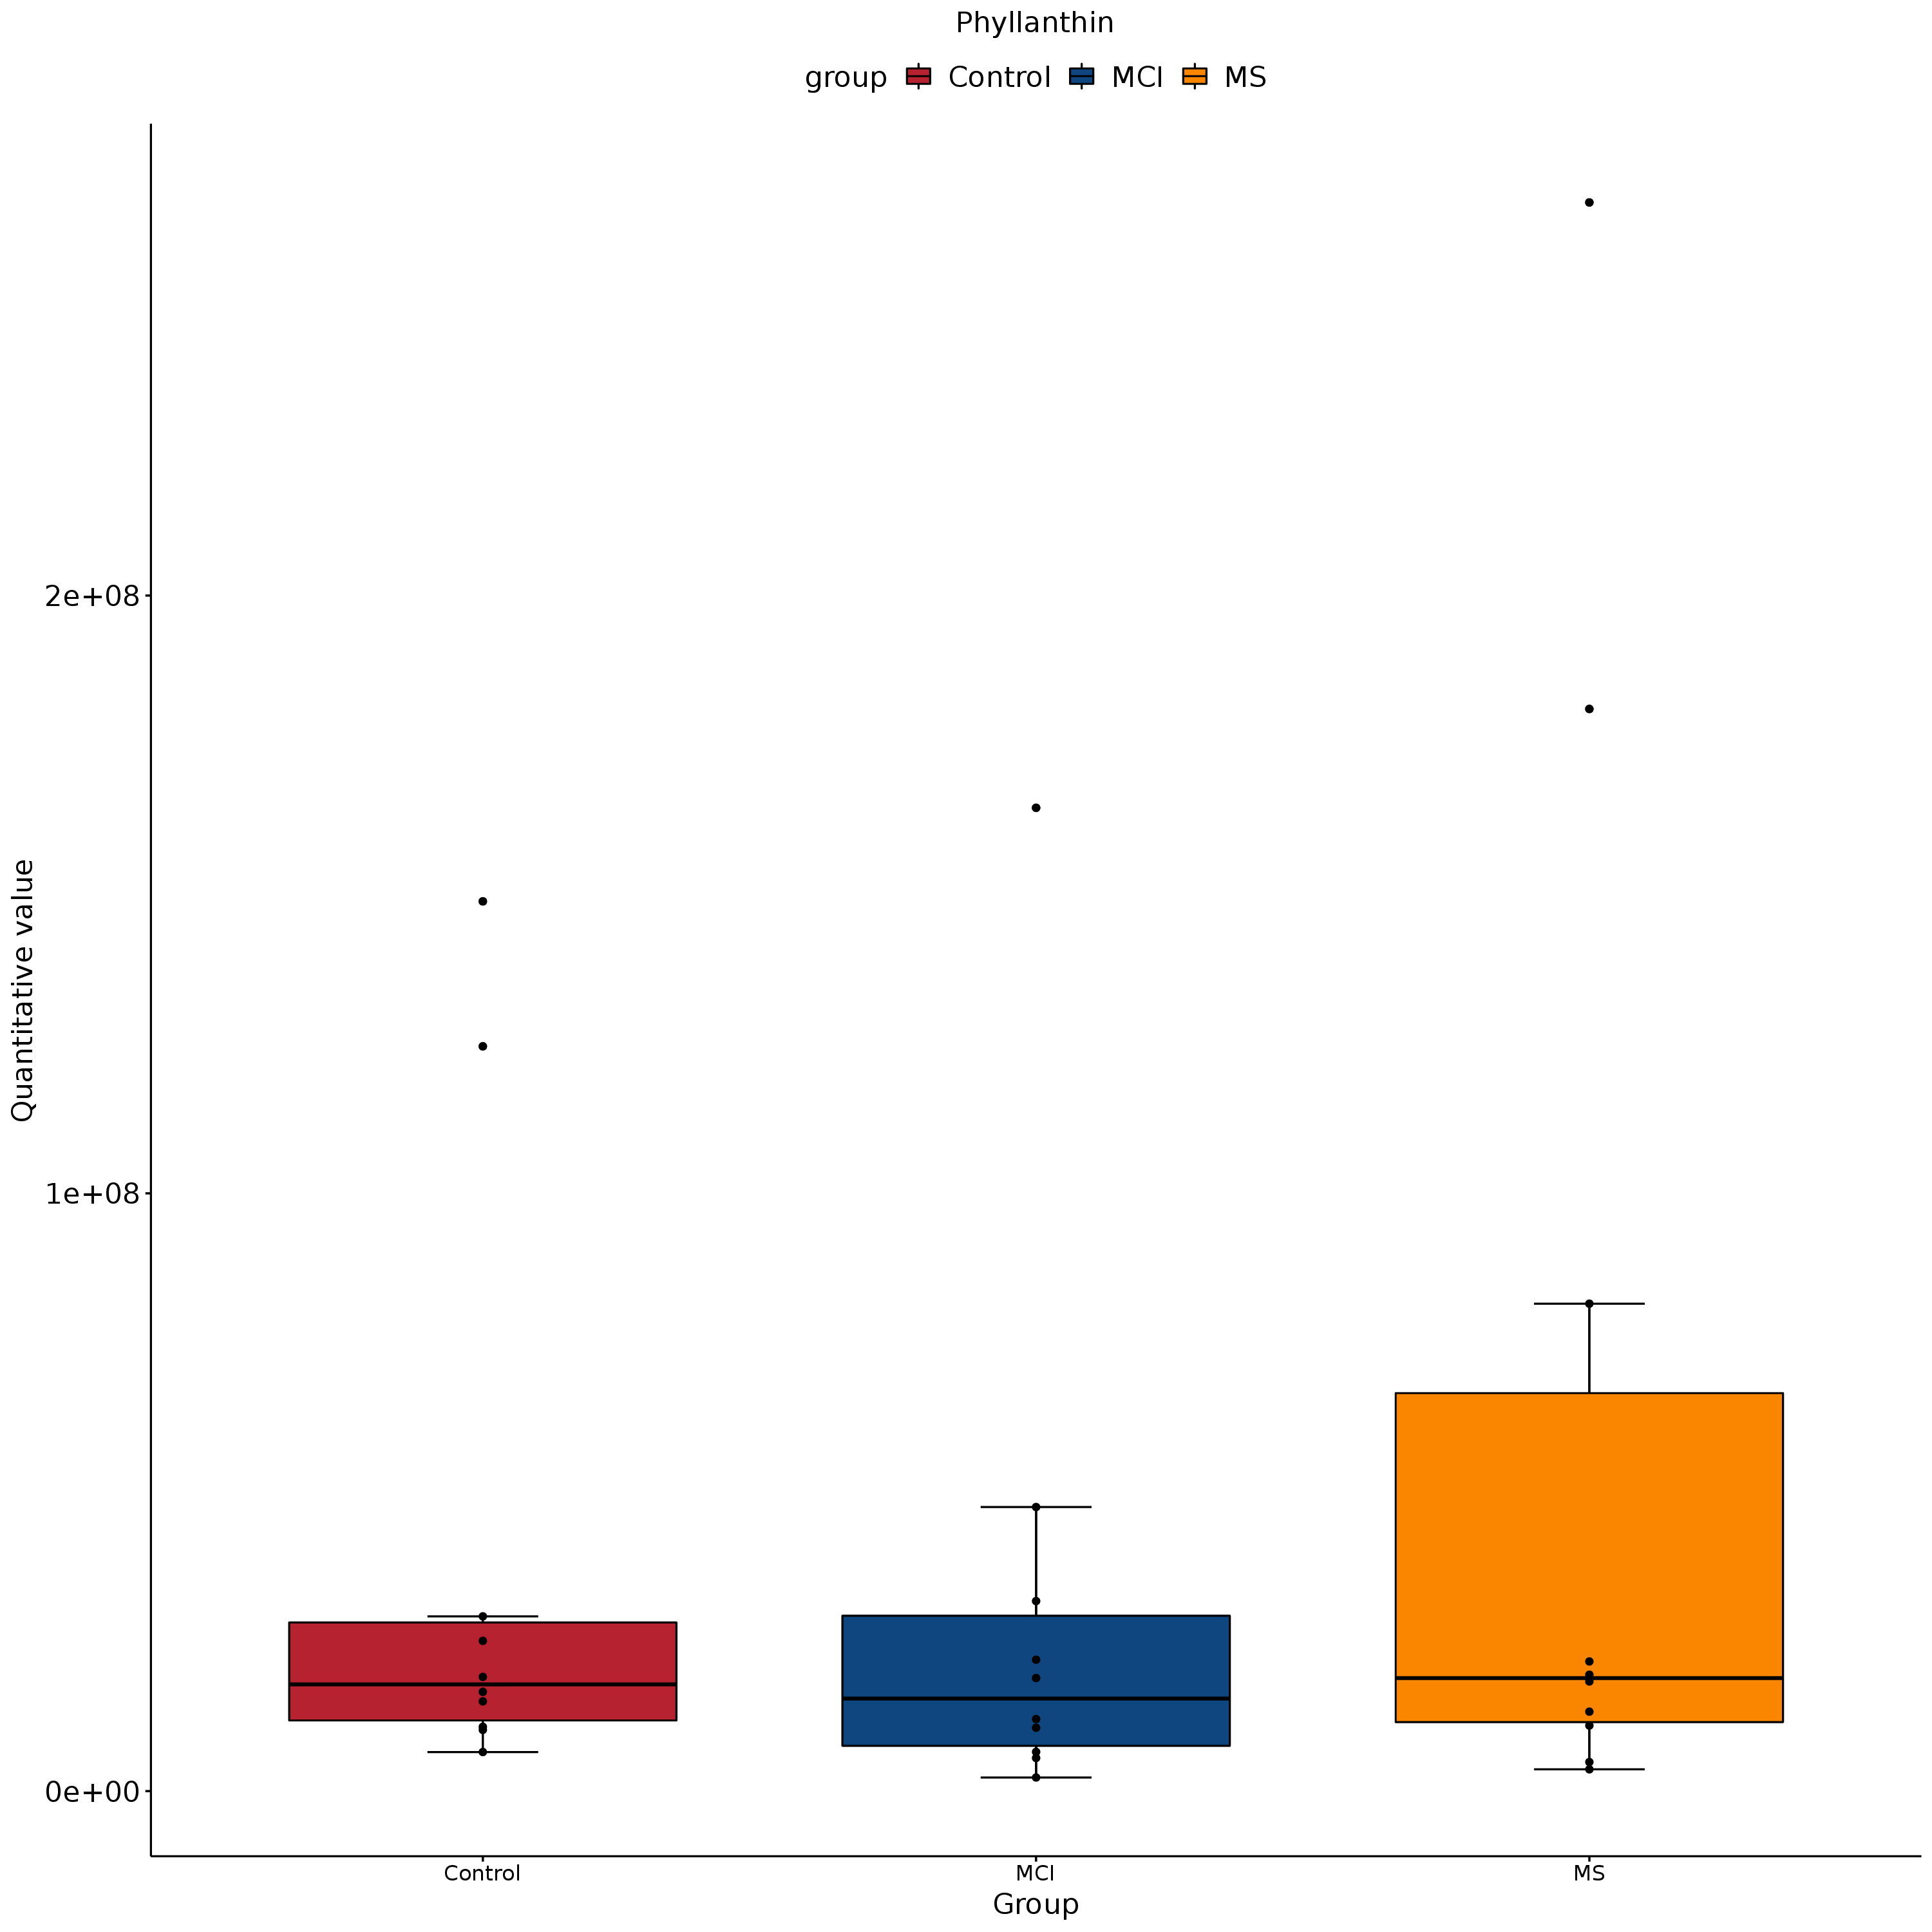 Phyllanthin
group Control MCI MS
Quantitative value
2e+08
1e+08
0e+00
Control MCI MS
Group